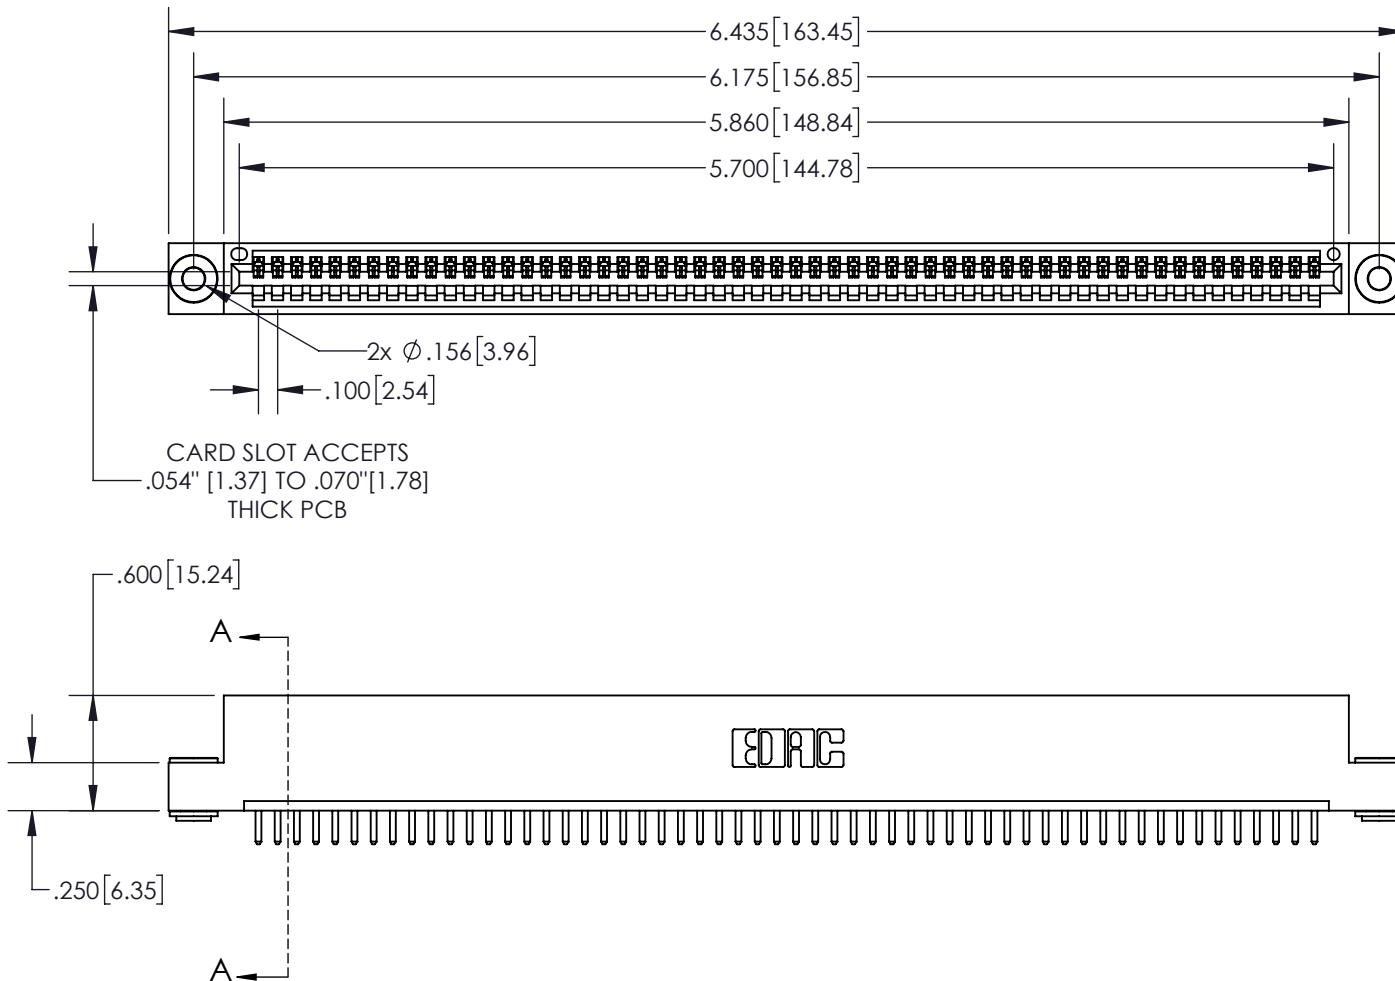 6.435[163.45]
6.175[156.85]
5.860[148.84]
5.700[144.78]
2x Ø.156[3.96]
.100[2.54]
CARD SLOT ACCEPTS
.054" [1.37] TO .070"[1.78]
THICK PCB
.600[15.24]
A
EDAC
.250[6.35]
A